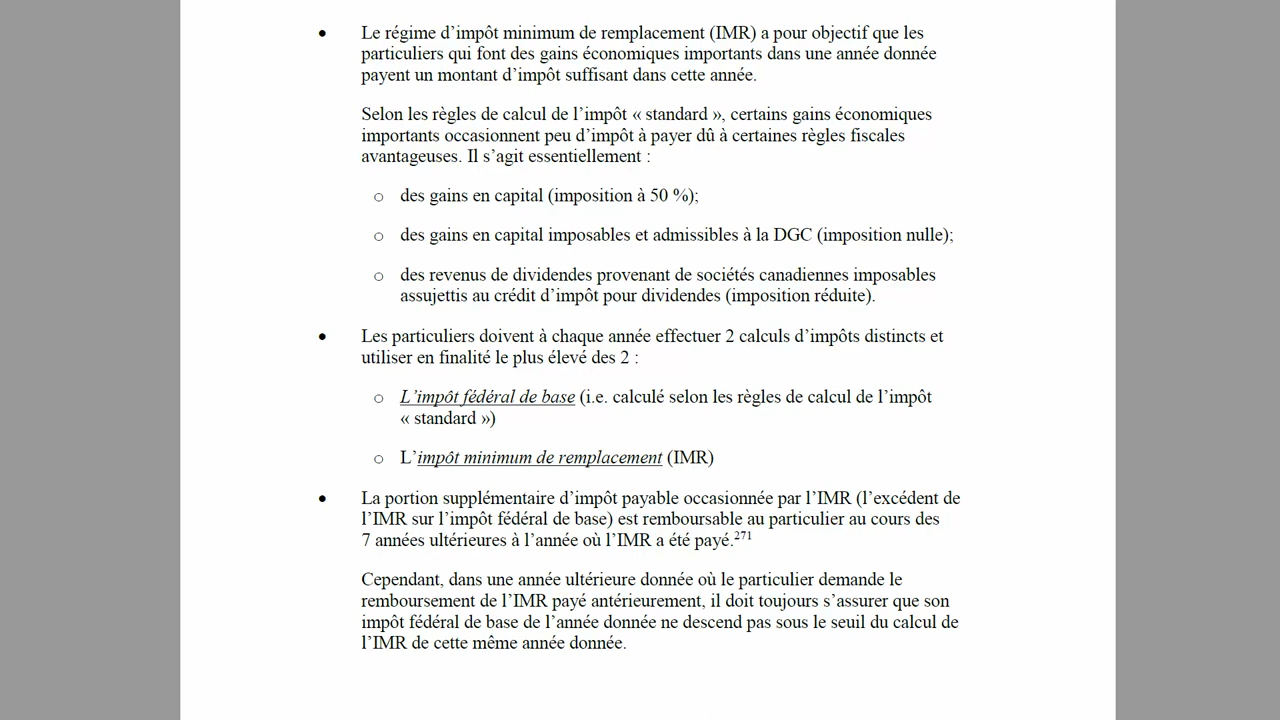 • Le régime d'impôt minimum de remplacement (IMR) a pour objectif que les
particuliers qui font des gains économiques importants dans une année donnée
payent un montant d'impôt suffisant dans cette année.
Selon les règles de calcul de l'impôt « standard », certains gains économiques
importants occasionnent peu d'impôt à payer dû à certaines règles fiscales
avantageuses. Il s'agit essentiellement :
o des gains en capital (imposition à 50 %);
o des gains en capital imposables et admissibles à la DGC (imposition nulle);
o des revenus de dividendes provenant de sociétés canadiennes imposables
assujettis au crédit d'impôt pour dividendes (imposition réduite).
• Les particuliers doivent à chaque année effectuer 2 calculs d'impôts distincts et
utiliser en finalité le plus élevé des 2 :
o L'impôt fédéral de base (i.e. calculé selon les règles de calcul de l'impôt
« standard »)
o L'impôt minimum de remplacement (IMR)
• La portion supplémentaire d'impôt payable occasionnée par l'IMR (l'excédent de
l'IMR sur l'impôt fédéral de base) est remboursable au particulier au cours des
7 années ultérieures à l'année où l'IMR a été payé.271
Cependant, dans une année ultérieure donnée où le particulier demande le
remboursement de l'IMR payé antérieurement, il doit toujours s'assurer que son
impôt fédéral de base de l'année donnée ne descend pas sous le seuil du calcul de
l'IMR de cette même année donnée.